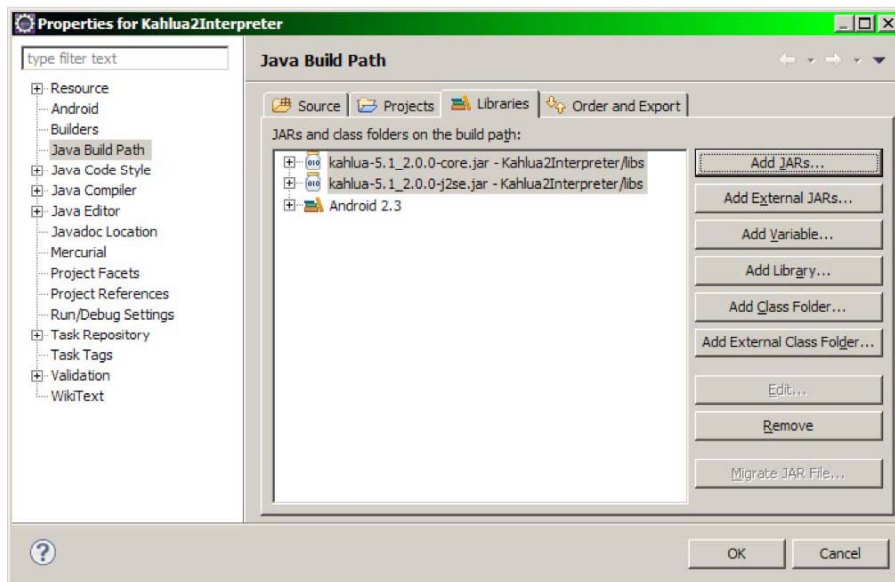 Properties for Kahlua2Interpreter
type filter text
Resource
Android
Builders
Java Build Path
Java Code Style
Java Compiler
Java Editor
Javadoc Location
Mercurial
Project Facets
Project References
Run/Debug Settings
Task Repository
Task Tags
Validation
WikiText
Java Build Path
Source
Projects
Libraries
Order and Export
JARs and class folders on the build path:
kahlua-5.1_2.0.0-core.jar - Kahlua2Interpreter/libs
kahlua-5.1_2.0.0-j2se.jar - Kahlua2Interpreter/libs
Android 2.3
Add JARs...
Add External JARs...
Add Variable...
Add Library...
Add Class Folder...
Add External Class Folder...
Edit...
Remove
Migrate JAR File...
OK
Cancel